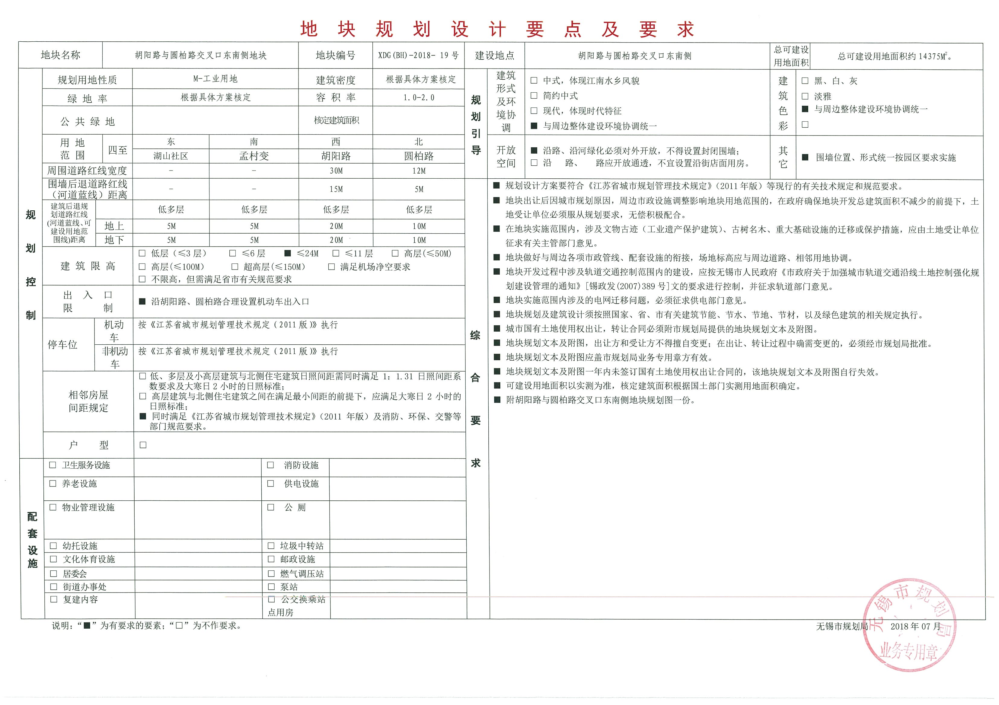 地块规划设计要点及要求
地块名称 胡阳路与圆柏路交叉口东南侧地块 地块编号 XDG(BH)-2018- 19 号 建设地点 胡阳路与圆柏路交叉口东南侧 总可建设用地面积 总可建设用地面积约 14375M²。
规划控制
规划用地性质 M-工业用地 建筑密度 根据具体方案核定
绿地率 根据具体方案核定 容积率 1.0-2.0
公共绿地 核定建筑面积
用地范围 四至 东 南 西 北
湖山社区 孟村变 胡阳路 圆柏路
周围道路红线宽度 - - 30M 12M
围墙后退道路红线
（河道蓝线）距离 - - 15M 5M
建筑后退规
划道路红线
(河道蓝线、可
建设用地范
围线)距离
低多层 低多层 低多层 低多层
地上 5M 5M 20M 10M
地下 5M 5M 20M 10M
建筑限高
□ 低层（≤3 层） □ ≤6 层 ■ ≤24M □ ≤11 层 □ 高层(≤50M)
□ 高层(≤100M) □ 超高层(≤150M) □ 满足机场净空要求
□ 不限高，但需满足省市有关规范要求
出入口
限制
■ 沿胡阳路、圆柏路合理设置机动车出入口
停车位
机动车 按《江苏省城市规划管理技术规定（2011 版）》执行
非机动车 按《江苏省城市规划管理技术规定（2011 版）》执行
相邻房屋
间距规定
□ 低、多层及小高层建筑与北侧住宅建筑日照间距需同时满足 1：1.31 日照间距系
数要求及大寒日 2 小时的日照标准；
□ 高层建筑与北侧住宅建筑之间在满足最小间距的前提下，应满足大寒日 2 小时的
日照标准；
■ 同时满足《江苏省城市规划管理技术规定》（2011 年版）及消防、环保、交警等
部门规范要求。
户型 □
配套设施
□ 卫生服务设施 □ 消防设施
□ 养老设施 □ 供电设施
□ 物业管理设施 □ 公 厕
□ 幼托设施 □ 垃圾中转站
□ 文化体育设施 □ 邮政设施
□ 居委会 □ 燃气调压站
□ 街道办事处 □ 泵站
□ 复建内容 □ 公交换乘站
点用房
规划引导
建筑
形式
及环
境协
调
□ 中式，体现江南水乡风貌
□ 简约中式
□ 现代，体现时代特征
■ 与周边整体建设环境协调统一
建筑色彩
□ 黑、白、灰
□ 淡雅
■ 与周边整体建设环境协调统一
□
开放
空间
■ 沿路、沿河绿化必须对外开放，不得设置封闭围墙；
□ 沿 路、 路应开放通透，不宜设置沿街店面用房。
其它
■ 围墙位置、形式统一按园区要求实施
综合要求
■ 规划设计方案要符合《江苏省城市规划管理技术规定》（2011 年版）等现行的有关技术规定和规范要求。
■ 地块出让后因城市规划原因，周边市政设施调整影响地块用地范围的，在政府确保地块开发总建筑面积不减少的前提下，土
地受让单位必须服从规划要求，无偿积极配合。
■ 在地块实施范围内，涉及文物古迹（工业遗产保护建筑）、古树名木、重大基础设施的迁移或保护措施，应由土地受让单位
征求有关主管部门意见。
■ 地块做好与周边各项市政管线、配套设施的衔接，场地标高应与周边道路、相邻用地协调。
■ 地块开发过程中涉及轨道交通控制范围内的建设，应按无锡市人民政府《市政府关于加强城市轨道交通沿线土地控制强化规
划建设管理的通知》[锡政发(2007)389 号]文的要求进行控制，并征求轨道部门意见。
■ 地块实施范围内涉及的电网迁移问题，必须征求供电部门意见。
■ 地块规划及建筑设计须按照国家、省、市有关建筑节能、节水、节地、节材，以及绿色建筑的相关规定执行。
■ 城市国有土地使用权出让，转让合同必须附市规划局提供的地块规划文本及附图。
■ 地块规划文本及附图，出让方和受让方不得擅自变更；在出让、转让过程中确需变更的，必须经市规划局批准。
■ 地块规划文本及附图应盖市规划局业务专用章方有效。
■ 地块规划文本及附图一年内未签订国有土地使用权出让合同的，该地块规划文本及附图自行失效。
■ 可建设用地面积以实测为准，核定建筑面积根据国土部门实测用地面积确定。
■ 附胡阳路与圆柏路交叉口东南侧地块规划图一份。
说明：“■”为有要求的要素；“□”为不作要求。
无锡市规划局 2018 年 07 月
无锡市规划局
业务专用章